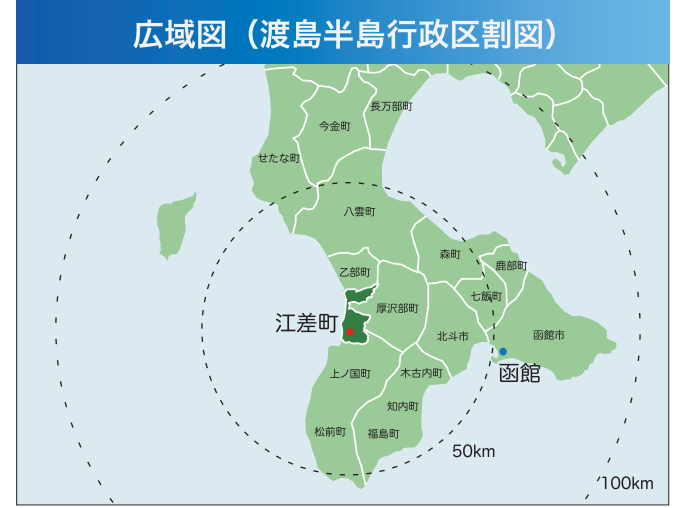 広域図（渡島半島行政区割図）
長万部町
今金町
せたな町
八雲町
森町
鹿部町
乙部町
七飯町
厚沢部町
江差町
北斗市
函館市
函館
上ノ国町
木古内町
知内町
松前町
福島町
50km
100km